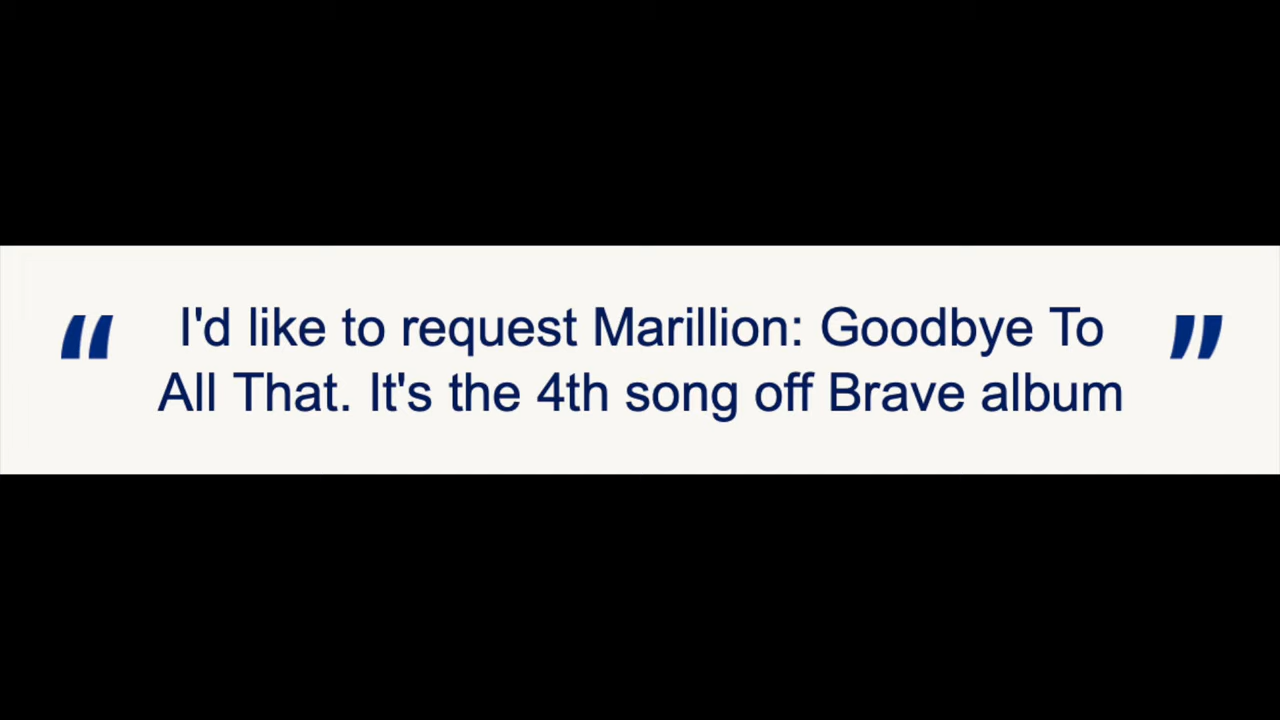 “ I'd like to request Marillion: Goodbye To ”
All That. It's the 4th song off Brave album